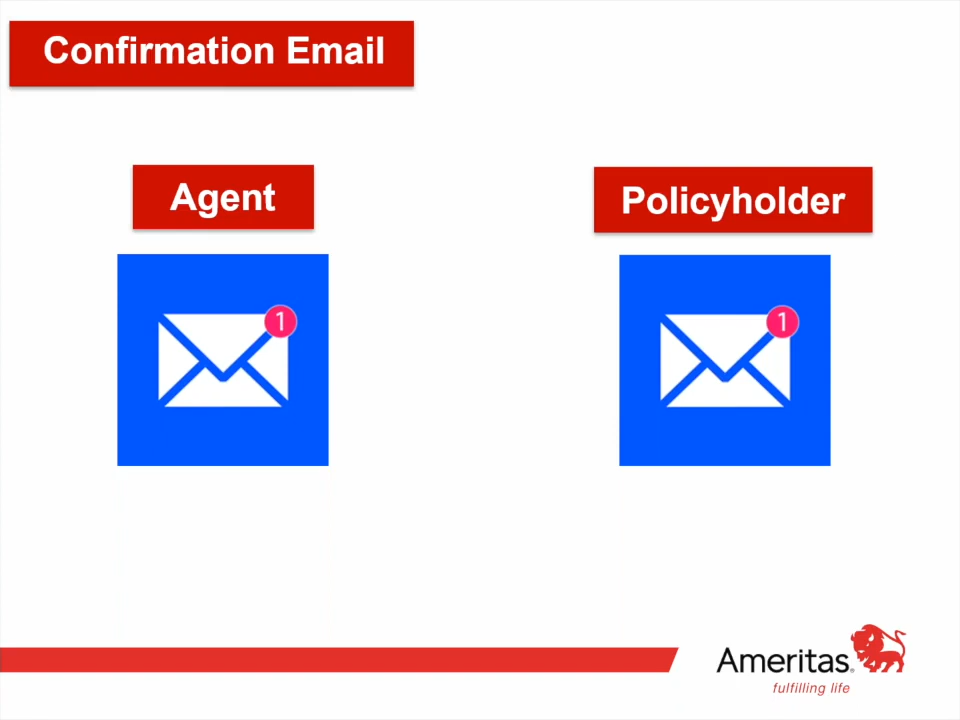 Confirmation Email
Agent
Policyholder
1
1
Ameritas®
fulfilling life